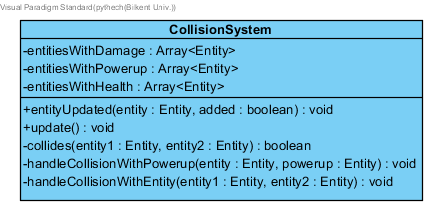 Visual Paradigm Standard(pythech(Bilkent Univ.))
CollisionSystem
-entitiesWithDamage : Array<Entity>
-entitiesWithPowerup : Array<Entity>
-entitiesWithHealth : Array<Entity>
+entityUpdated(entity : Entity, added : boolean) : void
+update() : void
-collides(entity1 : Entity, entity2 : Entity) : boolean
-handleCollisionWithPowerup(entity : Entity, powerup : Entity) : void
-handleCollisionWithEntity(entity1 : Entity, entity2 : Entity) : void